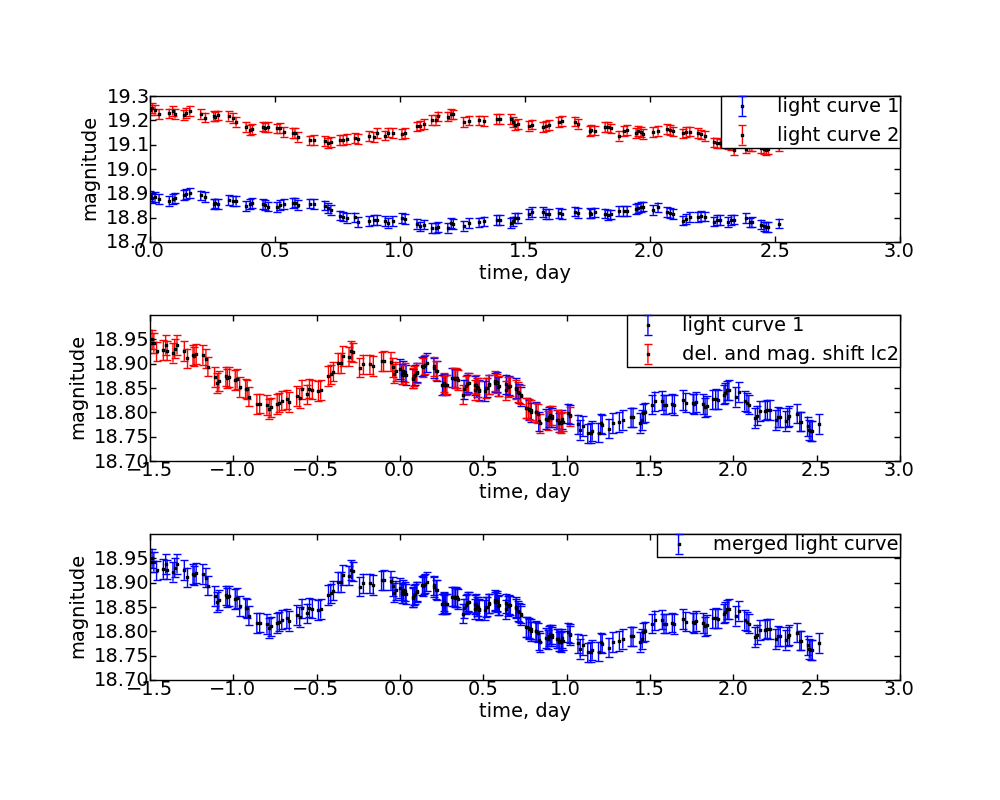 19.3
19.2
19.1
19.0
18.9
18.8
18.7
magnitude
light curve 1
light curve 2
0.0 0.5 1.0 1.5 2.0 2.5 3.0
time, day
18.95
18.90
18.85
18.80
18.75
18.70
magnitude
light curve 1
del. and mag. shift lc2
−1.5 −1.0 −0.5 0.0 0.5 1.0 1.5 2.0 2.5 3.0
time, day
18.95
18.90
18.85
18.80
18.75
18.70
magnitude
merged light curve
−1.5 −1.0 −0.5 0.0 0.5 1.0 1.5 2.0 2.5 3.0
time, day